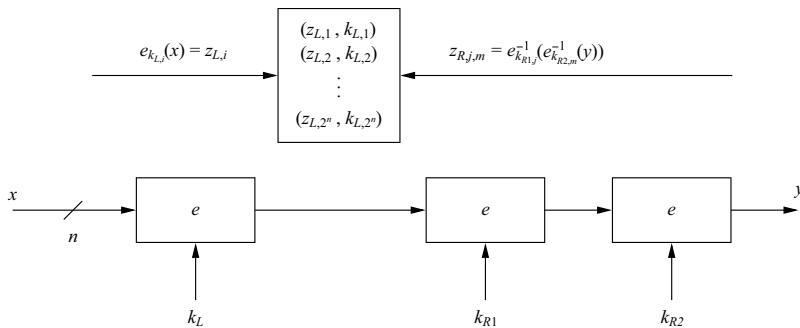 (z_{L,1} , k_{L,1})
e_{k_{L,i}}(x) = z_{L,i}
(z_{L,2} , k_{L,2})
z_{R,j,m} = e^{-1}_{k_{R1,j}}(e^{-1}_{k_{R2,m}}(y))
⋮
(z_{L,2^n} , k_{L,2^n})
x
e
e
e
y
n
k_L
k_{R1}
k_{R2}